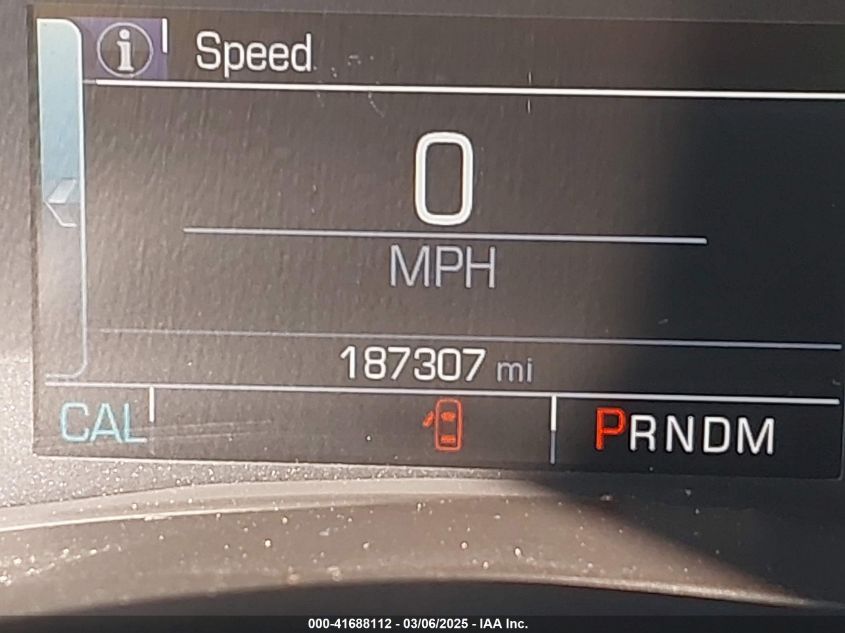 i Speed
0
MPH
187307 mi
CAL PRNDM
000-41688112 - 03/06/2025 - IAA Inc.